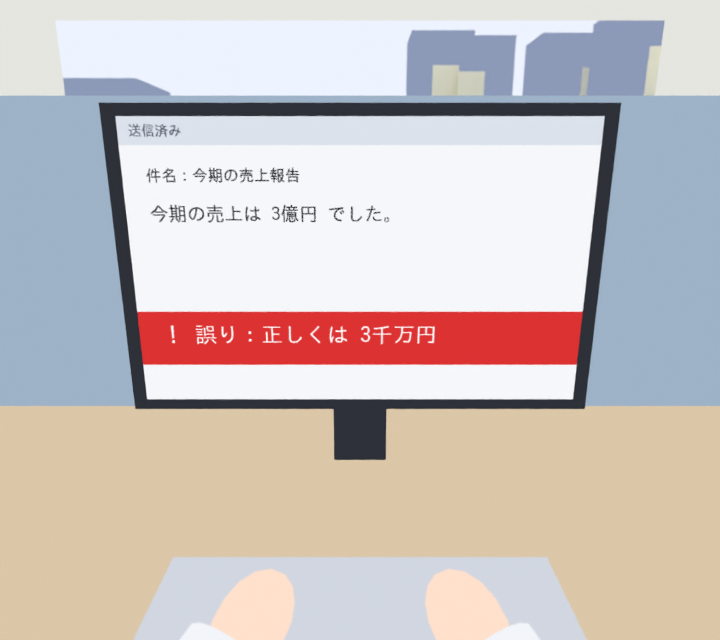 送信済み
件名：今期の売上報告
今期の売上は 3億円 でした。
！ 誤り：正しくは 3千万円